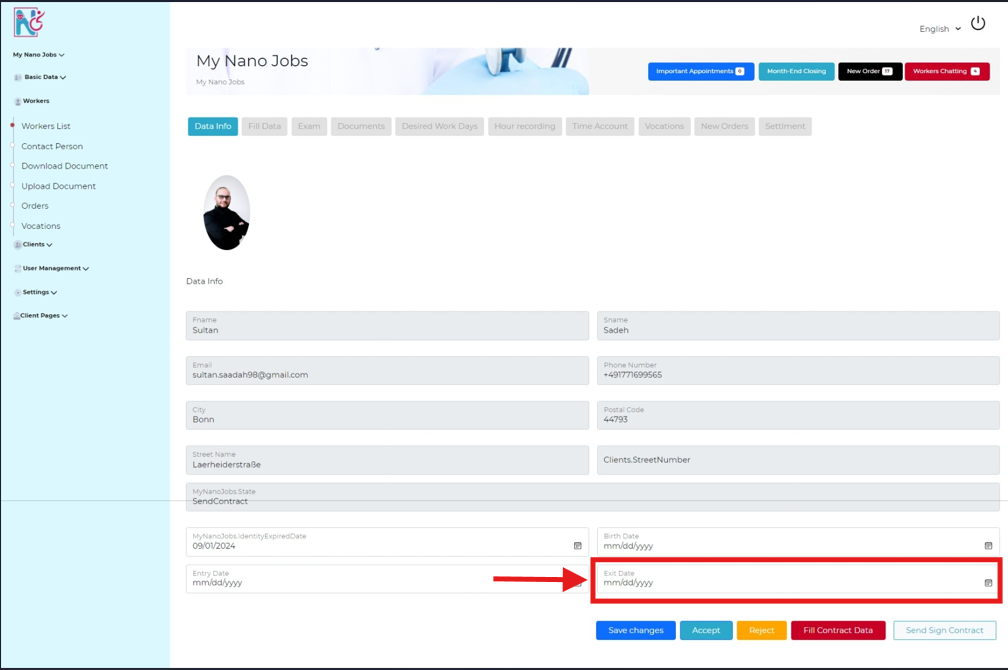 English
My Nano Jobs
My Nano Jobs
My Nano Jobs
Important Appointments 0
Month-End Closing
New Order 17
Workers Chatting 4
Basic Data
Workers
Workers List
Contact Person
Download Document
Upload Document
Orders
Vocations
Clients
User Management
Settings
Client Pages
Data Info
Fill Data
Exam
Documents
Desired Work Days
Hour recording
Time Account
Vocations
New Orders
Settlment
Data Info
Fname
Sultan
Sname
Sadeh
Email
sultan.saadah98@gmail.com
Phone Number
+491771699565
City
Bonn
Postal Code
44793
Street Name
Laerheiderstraße
Clients.StreetNumber
MyNanoJobs.State
SendContract
MyNanoJobs.IdentityExpiredDate
09/01/2024
Birth Date
mm/dd/yyyy
Entry Date
mm/dd/yyyy
Exit Date
mm/dd/yyyy
Save changes
Accept
Reject
Fill Contract Data
Send Sign Contract